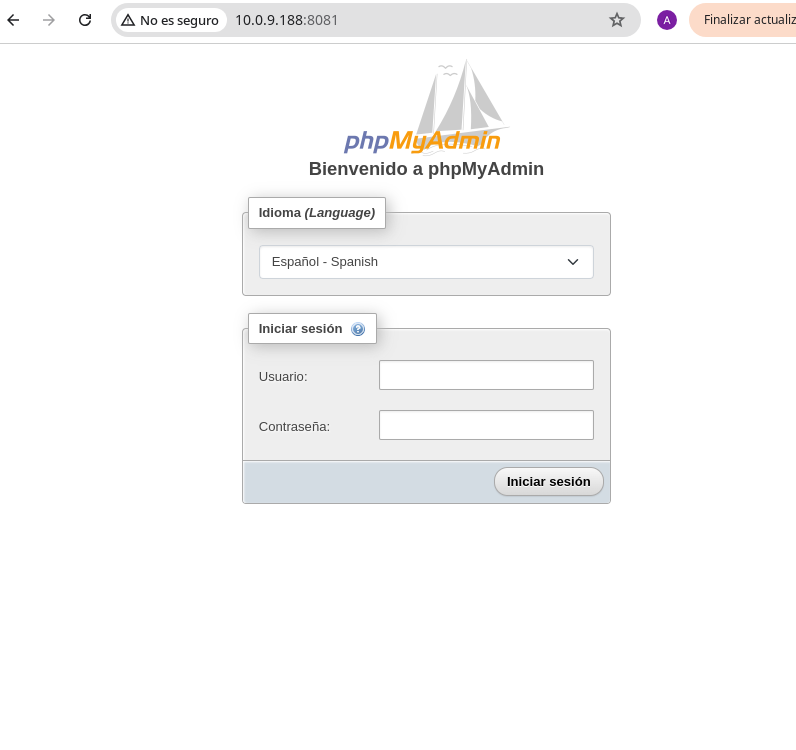 No es seguro 10.0.9.188:8081
A
Finalizar actualiz
phpMyAdmin
Bienvenido a phpMyAdmin
Idioma (Language)
Español - Spanish
Iniciar sesión
Usuario:
Contraseña:
Iniciar sesión